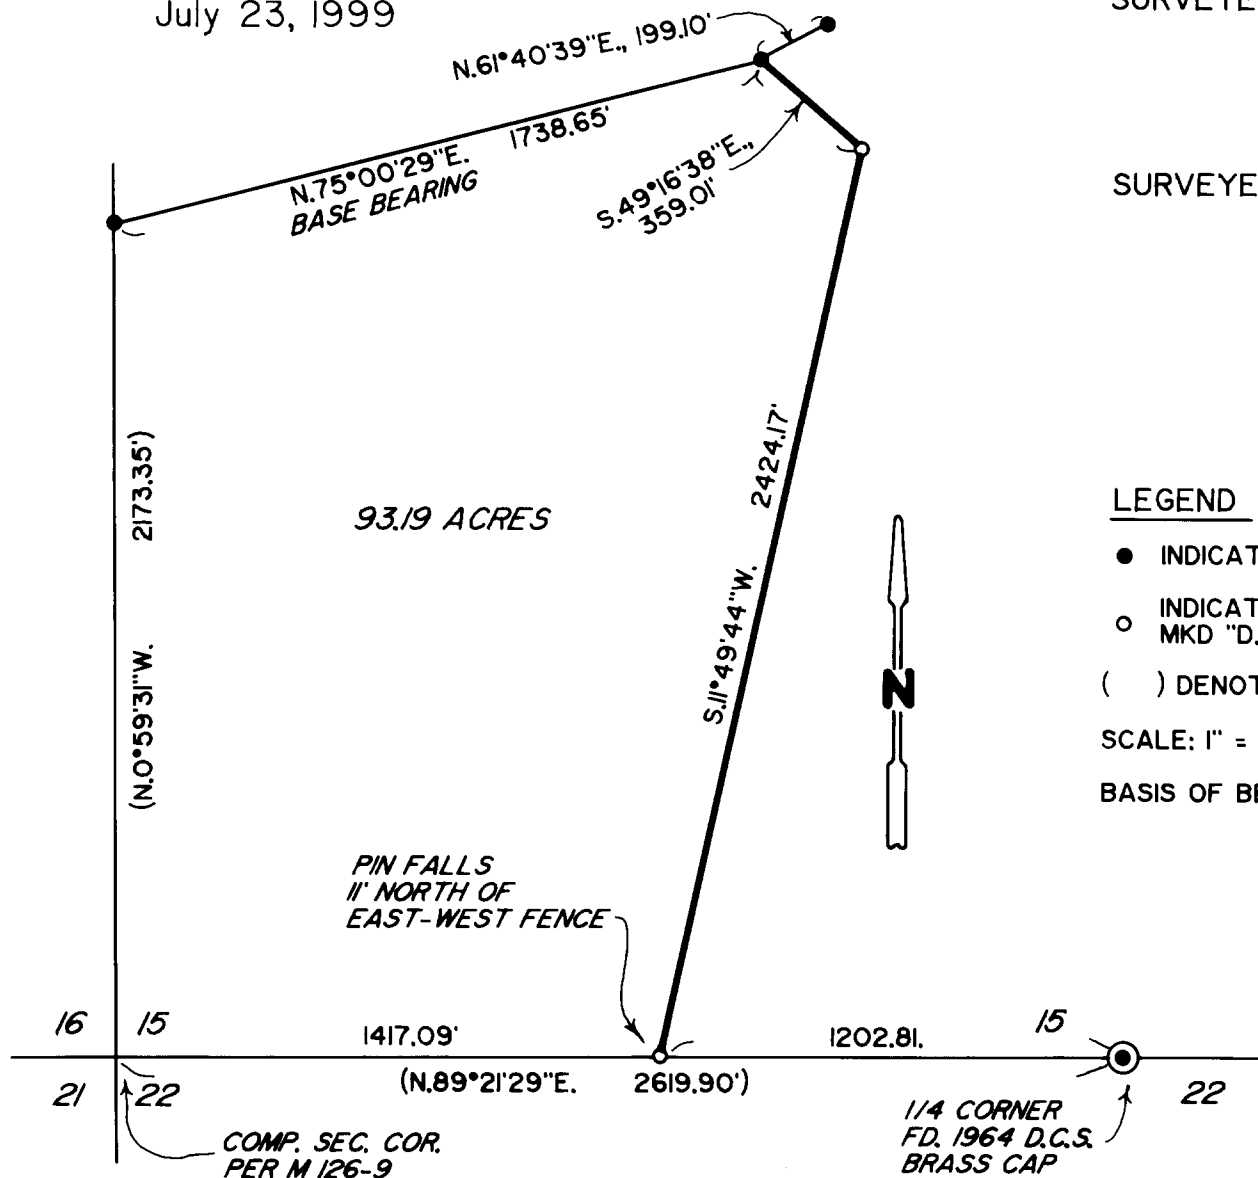 July 23, 1999
SURVEYE
N.61°40'39"E., 199.10'
1738.65'
N.75°00'29"E.
BASE BEARING
S.49°16'38"E.,
359.01'
SURVEYE
2173.35')
(N.0°59'31"W.
93.19 ACRES
2424.17'
S.11°49'44"W.
N
LEGEND
INDICAT
INDICAT
MKD "D.
( ) DENOT
SCALE: 1" =
BASIS OF BE
PIN FALLS
11' NORTH OF
EAST-WEST FENCE
16 15
1417.09'
1202.81.
15
21 22
(N.89°21'29"E. 2619.90')
22
COMP. SEC. COR.
PER M 126-9
1/4 CORNER
FD. 1964 D.C.S.
BRASS CAP